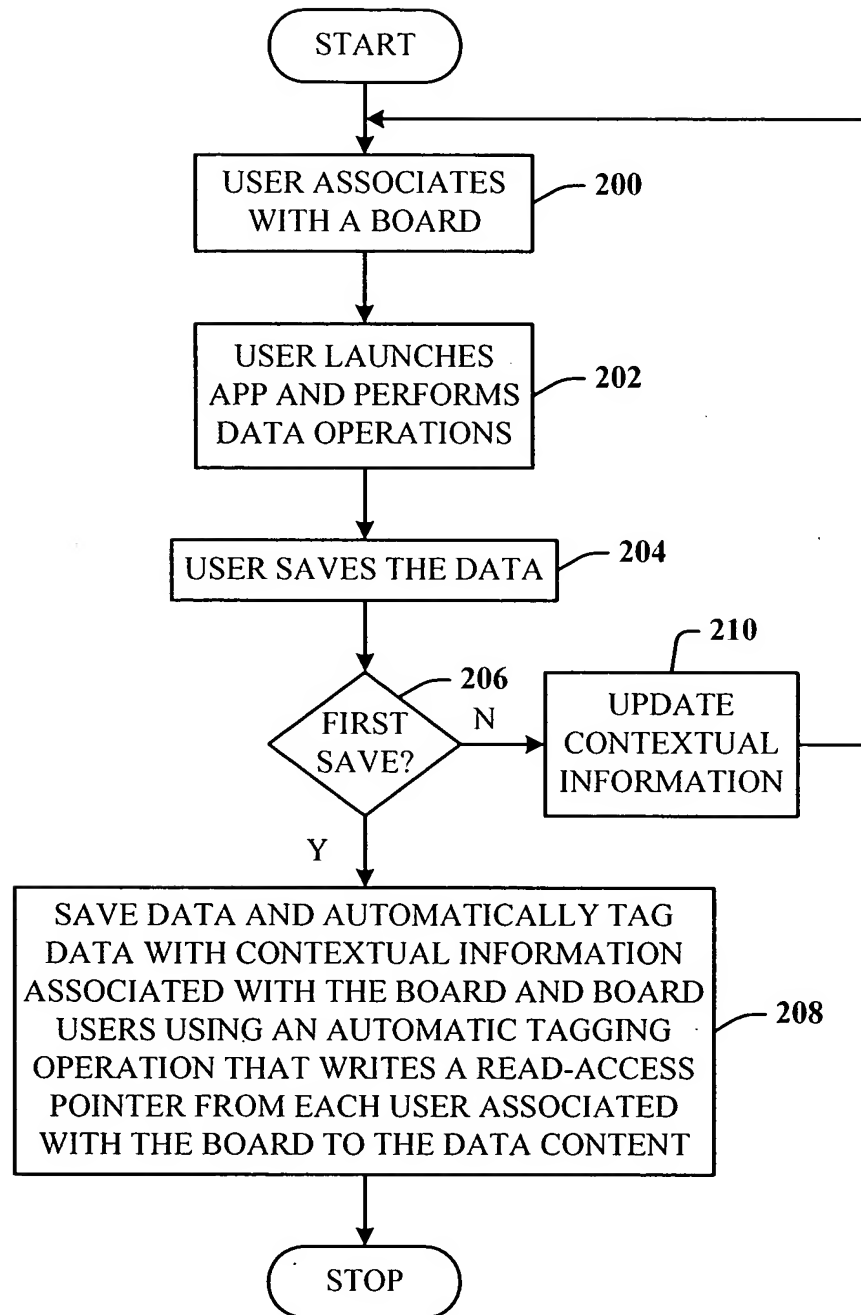 START
USER ASSOCIATES
WITH A BOARD
200
USER LAUNCHES
APP AND PERFORMS
DATA OPERATIONS
202
USER SAVES THE DATA
204
FIRST
SAVE?
206
N
UPDATE
CONTEXTUAL
INFORMATION
210
Y
SAVE DATA AND AUTOMATICALLY TAG
DATA WITH CONTEXTUAL INFORMATION
ASSOCIATED WITH THE BOARD AND BOARD
USERS USING AN AUTOMATIC TAGGING
OPERATION THAT WRITES A READ-ACCESS
POINTER FROM EACH USER ASSOCIATED
WITH THE BOARD TO THE DATA CONTENT
208
STOP